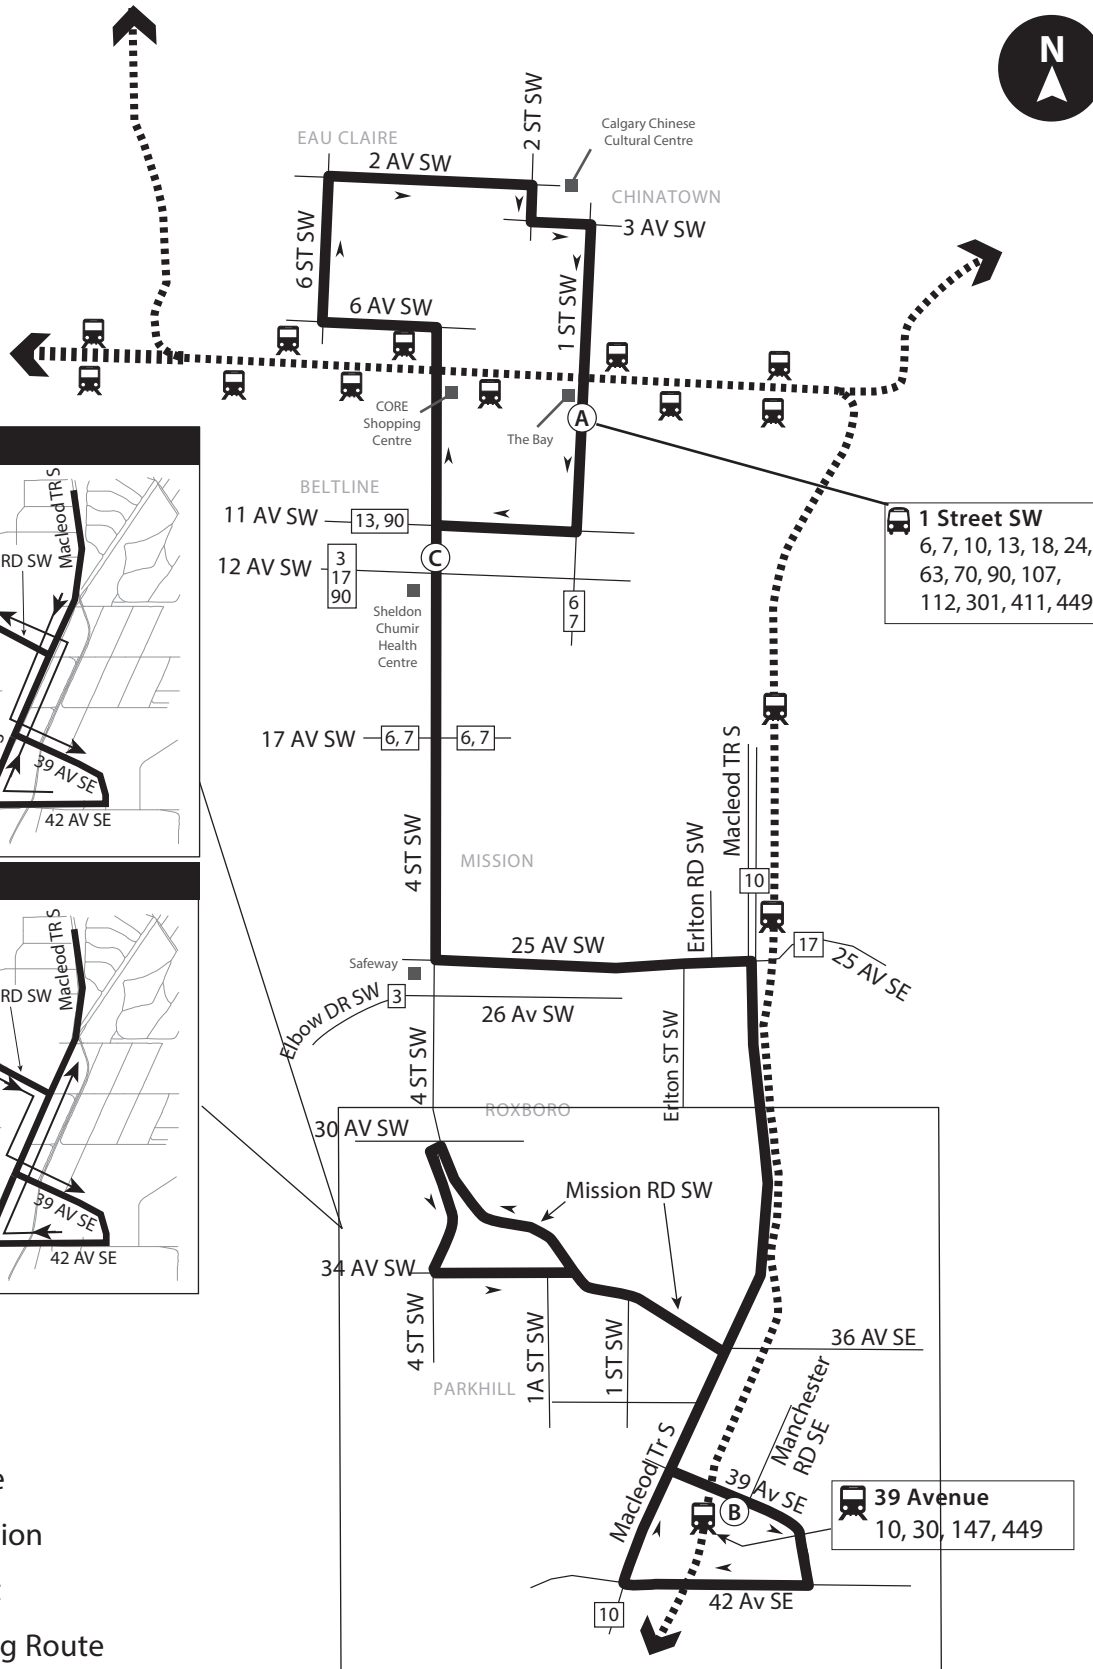 N
2 ST SW
Calgary Chinese
Cultural Centre
EAU CLAIRE
2 AV SW
CHINATOWN
3 AV SW
6 ST SW
6 AV SW
1 ST SW
CORE
Shopping
Centre
The Bay
A
BELTLINE
11 AV SW
13, 90
C
12 AV SW
3
17
90
Sheldon
Chumir
Health
Centre
6
7
1 Street SW
6, 7, 10, 13, 18, 24,
63, 70, 90, 107,
112, 301, 411, 449
Macleod TR S
RD SW
39 AV SE
42 AV SE
17 AV SW
6, 7
6, 7
4 ST SW
MISSION
Erlton RD SW
Macleod TR S
10
25 AV SW
17
25 AV SE
Safeway
Elbow DR SW
3
26 Av SW
4 ST SW
Erlton ST SW
Macleod TR S
RD SW
39 AV SE
42 AV SE
ROXBORO
30 AV SW
Mission RD SW
34 AV SW
4 ST SW
1A ST SW
1 ST SW
36 AV SE
PARKHILL
Macleod Tr S
Manchester
RD SE
39 Av SE
B
39 Avenue
10, 30, 147, 449
42 Av SE
10
e
ion
g Route